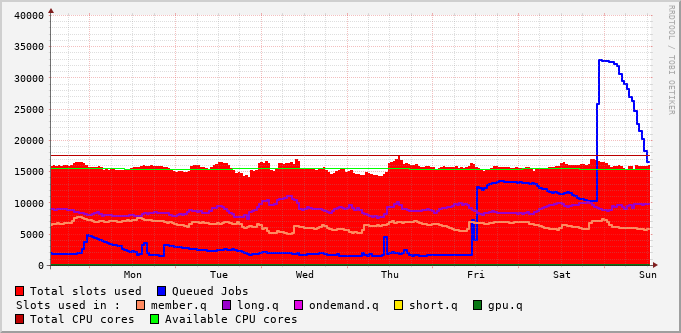 40000
35000
30000
25000
20000
15000
10000
5000
0
Mon Tue Wed Thu Fri Sat Sun
RRDTOOL / TOBI OETIKER
Total slots used Queued Jobs
Slots used in : member.q long.q ondemand.q short.q gpu.q
Total CPU cores Available CPU cores